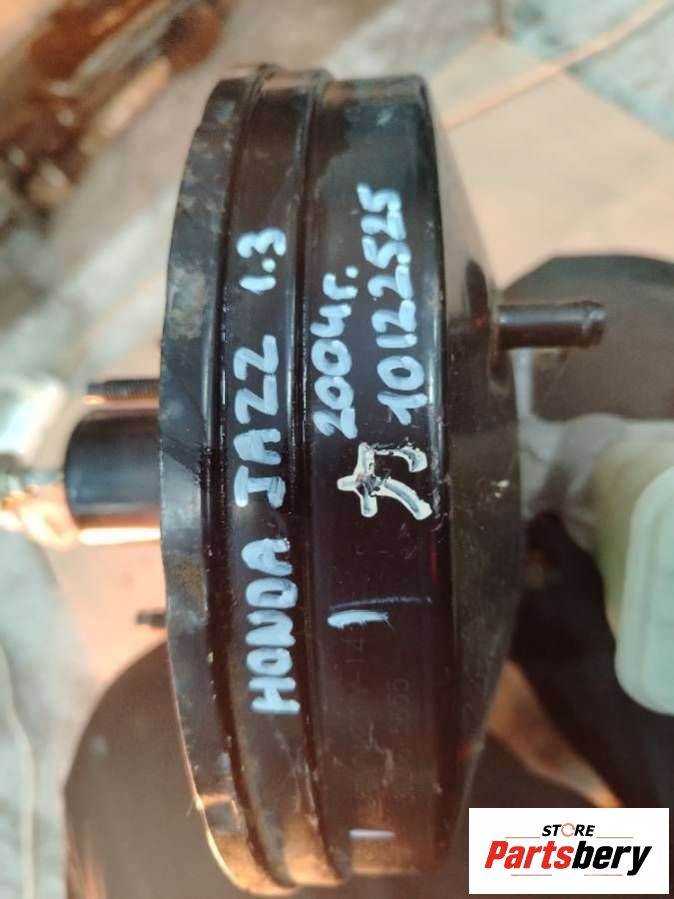 HONDA JAZZ 1.3
2004г.
10122525
STORE
Partsbery